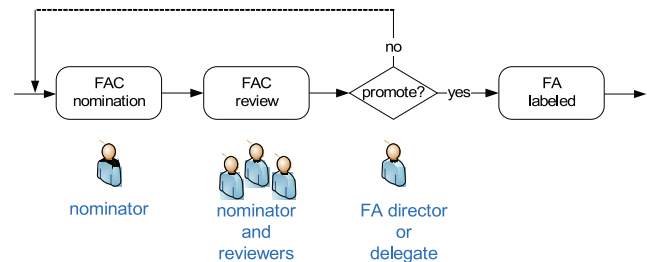 no
FAC
nomination
FAC
review
promote?
yes
FA
labeled
nominator
nominator
and
reviewers
FA director
or
delegate